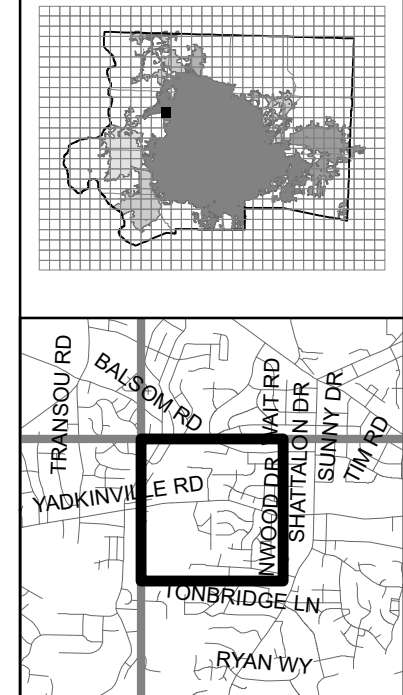 TRANSOU RD
BALSOM RD
WAIT RD
SHATTALON DR
SUNNY DR
TIM RD
YADKINVILLE RD
NWOOD DR
TONBRIDGE LN
RYAN WY